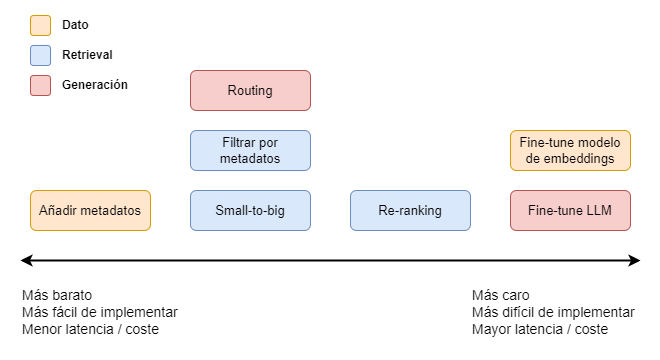 Dato
Retrieval
Generación
Routing
Filtrar por
metadatos
Fine-tune modelo
de embeddings
Añadir metadatos
Small-to-big
Re-ranking
Fine-tune LLM
Más barato
Más fácil de implementar
Menor latencia / coste
Más caro
Más difícil de implementar
Mayor latencia / coste